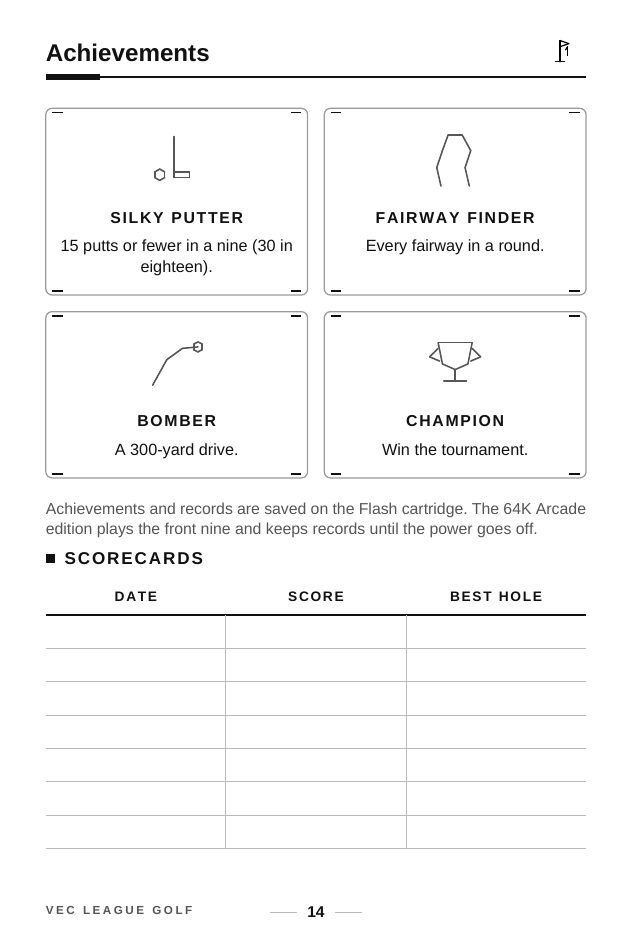 Achievements
SILKY PUTTER
15 putts or fewer in a nine (30 in
eighteen).
FAIRWAY FINDER
Every fairway in a round.
BOMBER
A 300-yard drive.
CHAMPION
Win the tournament.
Achievements and records are saved on the Flash cartridge. The 64K Arcade
edition plays the front nine and keeps records until the power goes off.
SCORECARDS
DATE SCORE BEST HOLE
VEC LEAGUE GOLF 14